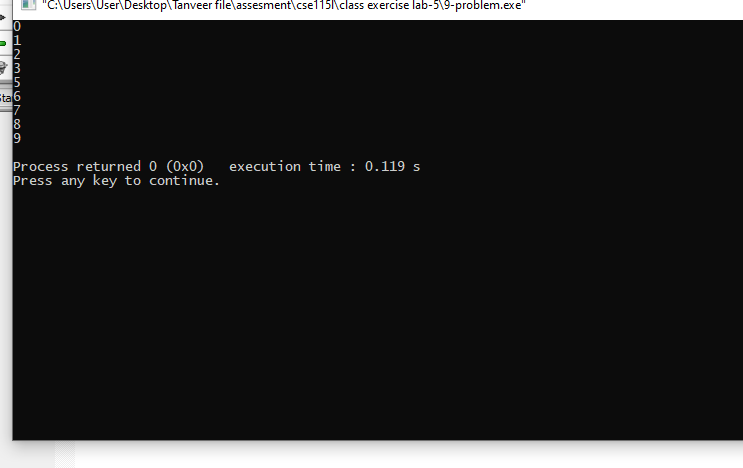 "C:\Users\User\Desktop\Tanveer file\assesment\cse115l\class exercise lab-5\9-problem.exe"
0
1
2
3
5
6
7
8
9
Sta
Process returned 0 (0x0)   execution time : 0.119 s
Press any key to continue.